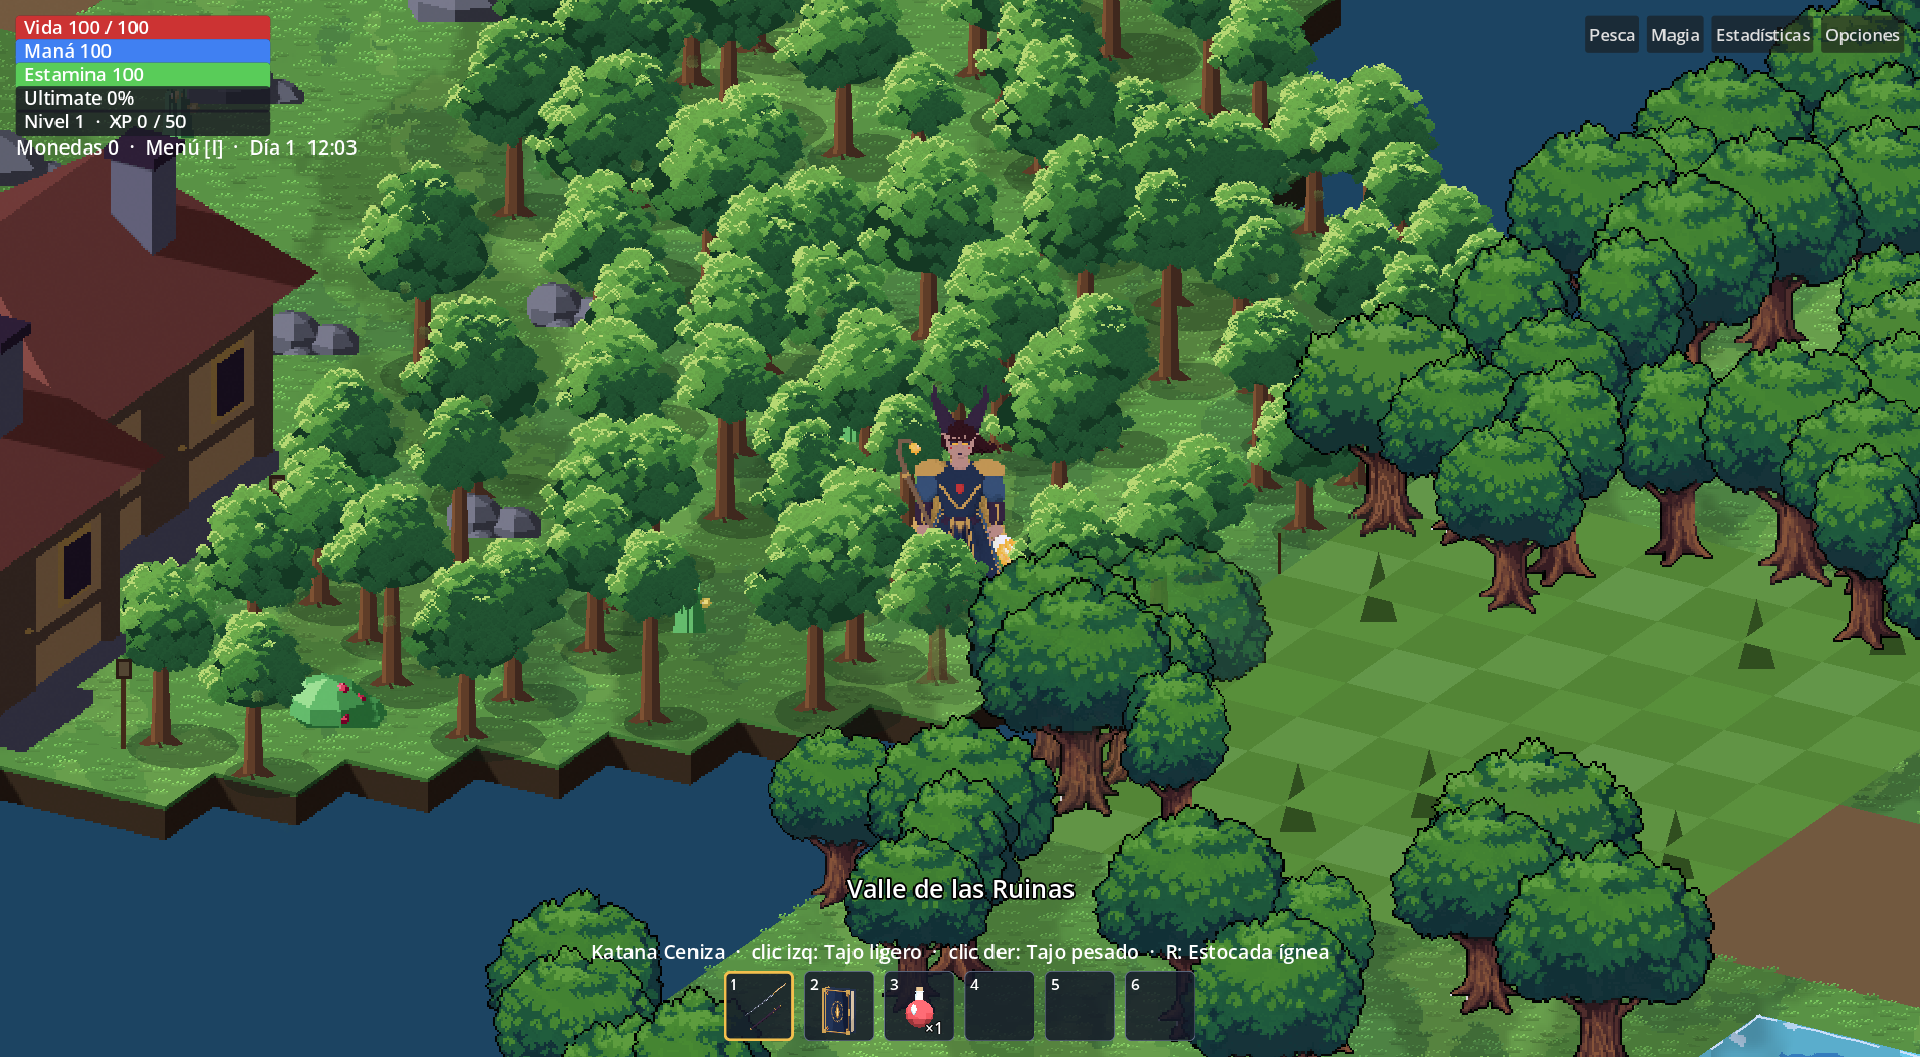 Vida 100 / 100
Maná 100
Estamina 100
Ultimate 0%
Nivel 1 · XP 0 / 50
Monedas 0 · Menú [I] · Día 1 12:03
Pesca Magia Estadísticas Opciones
Valle de las Ruinas
Katana Ceniza · clic izq: Tajo ligero · clic der: Tajo pesado · R: Estocada ígnea
1 2 3 4 5 6
×1